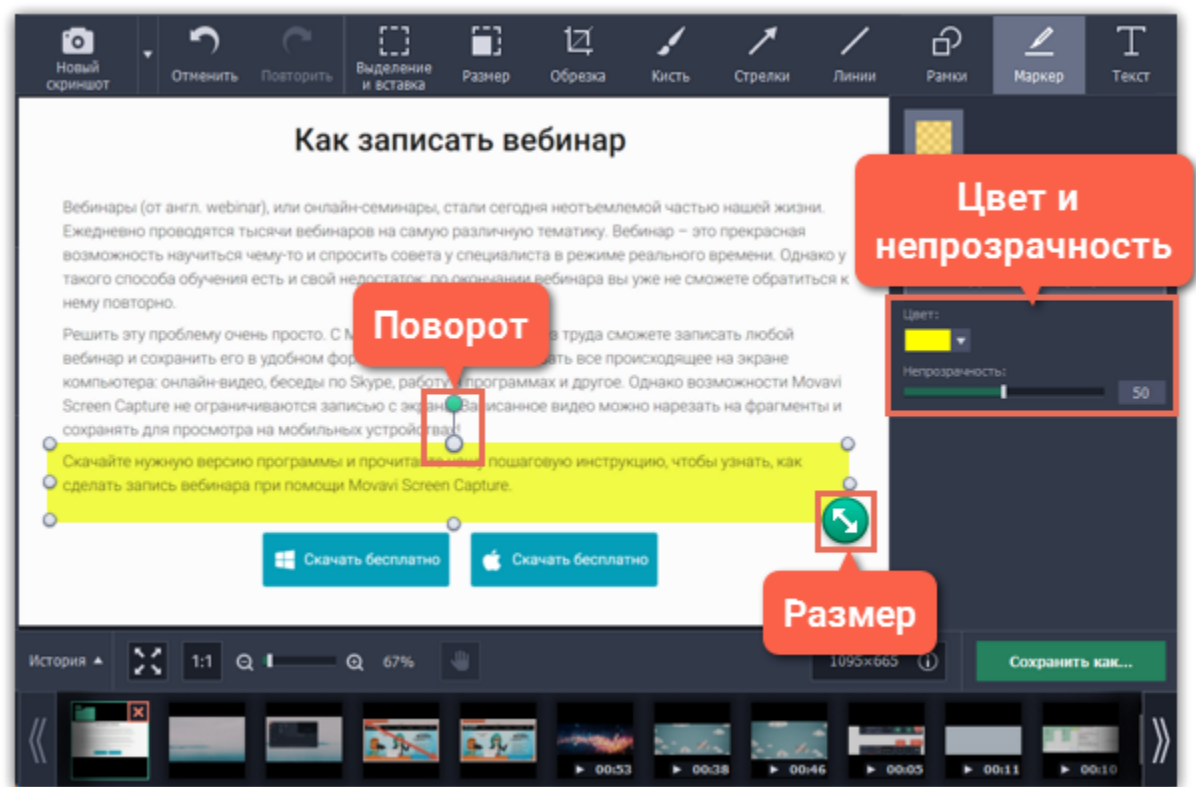 Новый скриншот
Отменить
Повторить
Выделение и вставка
Размер
Обрезка
Кисть
Стрелки
Линии
Рамки
Маркер
Текст
Как записать вебинар
Вебинары (от англ. webinar), или онлайн-семинары, стали сегодня неотъемлемой частью нашей жизни.
Ежедневно проводятся тысячи вебинаров на самую различную тематику. Вебинар – это прекрасная
возможность научиться чему-то и спросить совета у специалиста в режиме реального времени. Однако у
такого способа обучения есть и свой недостаток: по окончании вебинара вы уже не сможете обратиться к
нему повторно.
Решить эту проблему очень просто. С труда сможете записать любой
вебинар и сохранить его в удобном все происходящее на экране
компьютера: онлайн-видео, беседы по Skype, работу программах и другое. Однако возможности Movavi
Screen Capture не ограничиваются записью с экрана. Записанное видео можно нарезать на фрагменты и
сохранять для просмотра на мобильных устройствах!
Скачайте нужную версию программы и прочитайте нашу пошаговую инструкцию, чтобы узнать, как
сделать запись вебинара при помощи Movavi Screen Capture.
Скачать бесплатно
Скачать бесплатно
Поворот
Размер
Цвет и
непрозрачность
Цвет:
Непрозрачность:
50
История
1:1
67%
1095×665
Сохранить как...
00:53
00:38
00:46
00:05
00:11
00:10